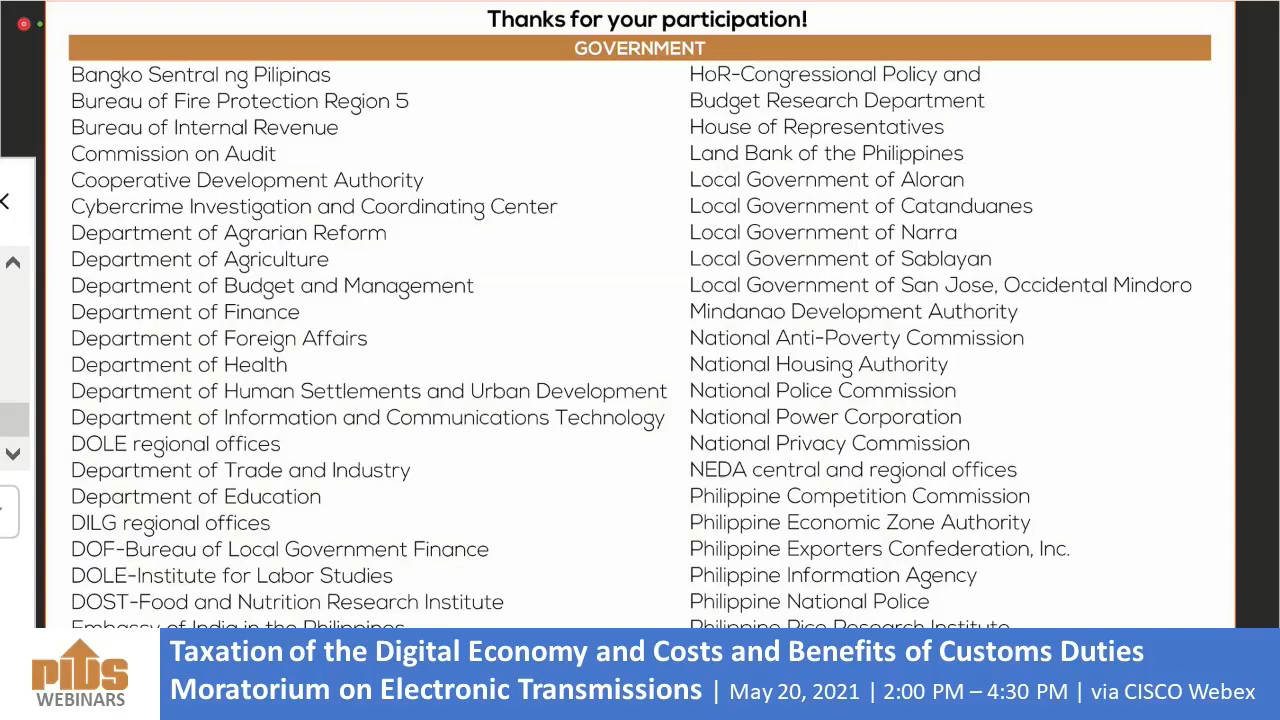 Thanks for your participation!
GOVERNMENT
Bangko Sentral ng Pilipinas
Bureau of Fire Protection Region 5
Bureau of Internal Revenue
Commission on Audit
Cooperative Development Authority
Cybercrime Investigation and Coordinating Center
Department of Agrarian Reform
Department of Agriculture
Department of Budget and Management
Department of Finance
Department of Foreign Affairs
Department of Health
Department of Human Settlements and Urban Development
Department of Information and Communications Technology
DOLE regional offices
Department of Trade and Industry
Department of Education
DILG regional offices
DOF-Bureau of Local Government Finance
DOLE-Institute for Labor Studies
DOST-Food and Nutrition Research Institute
Embassy of India in the Philippines
HoR-Congressional Policy and
Budget Research Department
House of Representatives
Land Bank of the Philippines
Local Government of Aloran
Local Government of Catanduanes
Local Government of Narra
Local Government of Sablayan
Local Government of San Jose, Occidental Mindoro
Mindanao Development Authority
National Anti-Poverty Commission
National Housing Authority
National Police Commission
National Power Corporation
National Privacy Commission
NEDA central and regional offices
Philippine Competition Commission
Philippine Economic Zone Authority
Philippine Exporters Confederation, Inc.
Philippine Information Agency
Philippine National Police
Philippine Rice Research Institute
PIDS
WEBINARS
Taxation of the Digital Economy and Costs and Benefits of Customs Duties
Moratorium on Electronic Transmissions | May 20, 2021 | 2:00 PM – 4:30 PM | via CISCO Webex